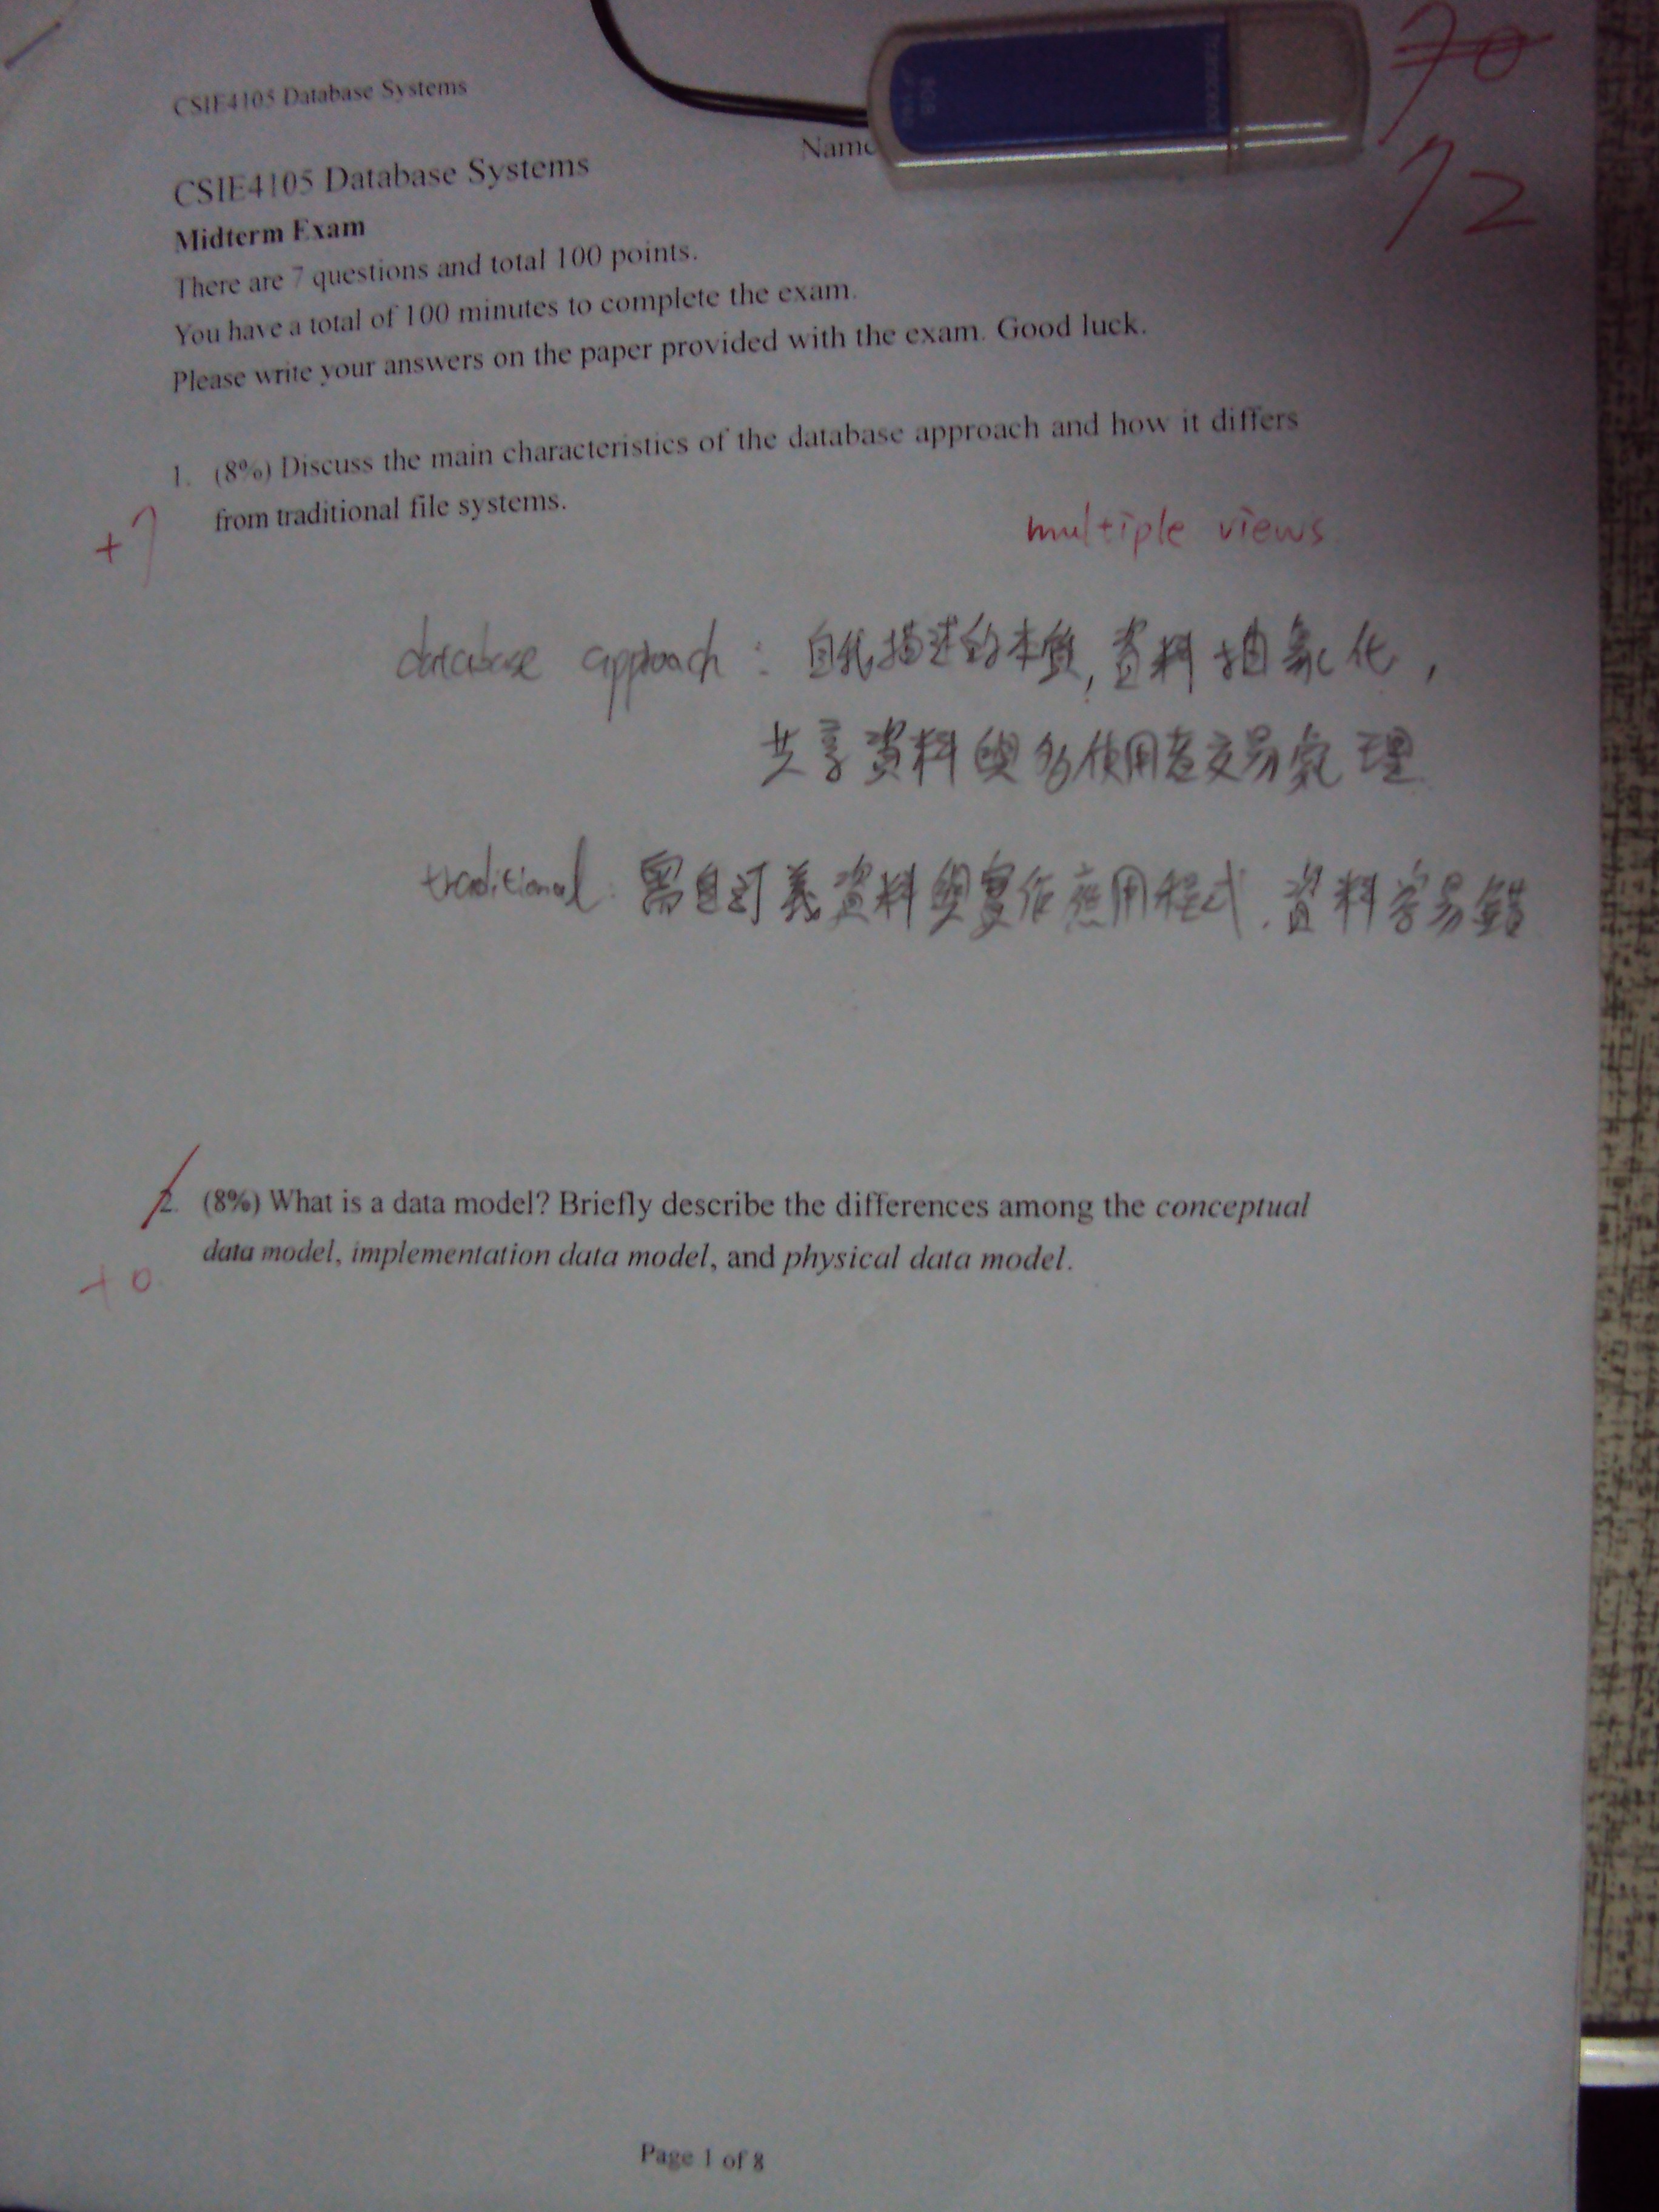 CSIE4105 Database Systems
70
72
Name
CSIE4105 Database Systems
Midterm Exam
There are 7 questions and total 100 points.
You have a total of 100 minutes to complete the exam.
Please write your answers on the paper provided with the exam. Good luck.
1. (8%) Discuss the main characteristics of the database approach and how it differs
from traditional file systems.
+7
multiple views
database approach : 自我描述的本質, 資料抽象化,
共享資料與多使用者交易處理
traditional: 需自訂義資料與實作應用程式, 資料容易錯
2. (8%) What is a data model? Briefly describe the differences among the conceptual
data model, implementation data model, and physical data model.
+0
Page 1 of 8